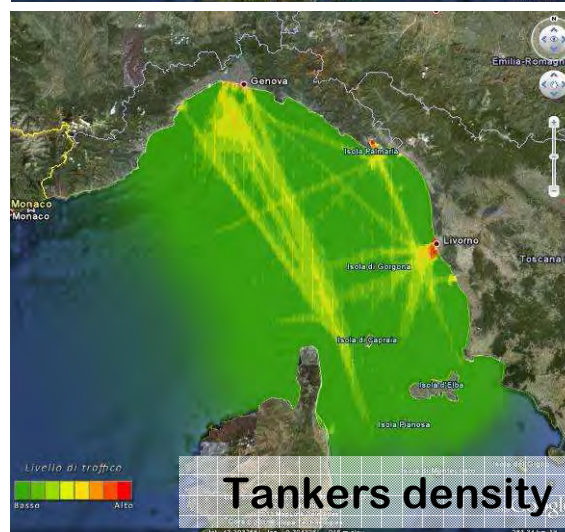 Emilia-Romagn
Genova
Isola Palmaria
Monaco
Monaco
Livorno
Toscana
Isola di Gorgona
Isola di Capraia
Isola d'Elba
Isola Pianosa
Livello di traffico
Basso
Alto
Tankers density